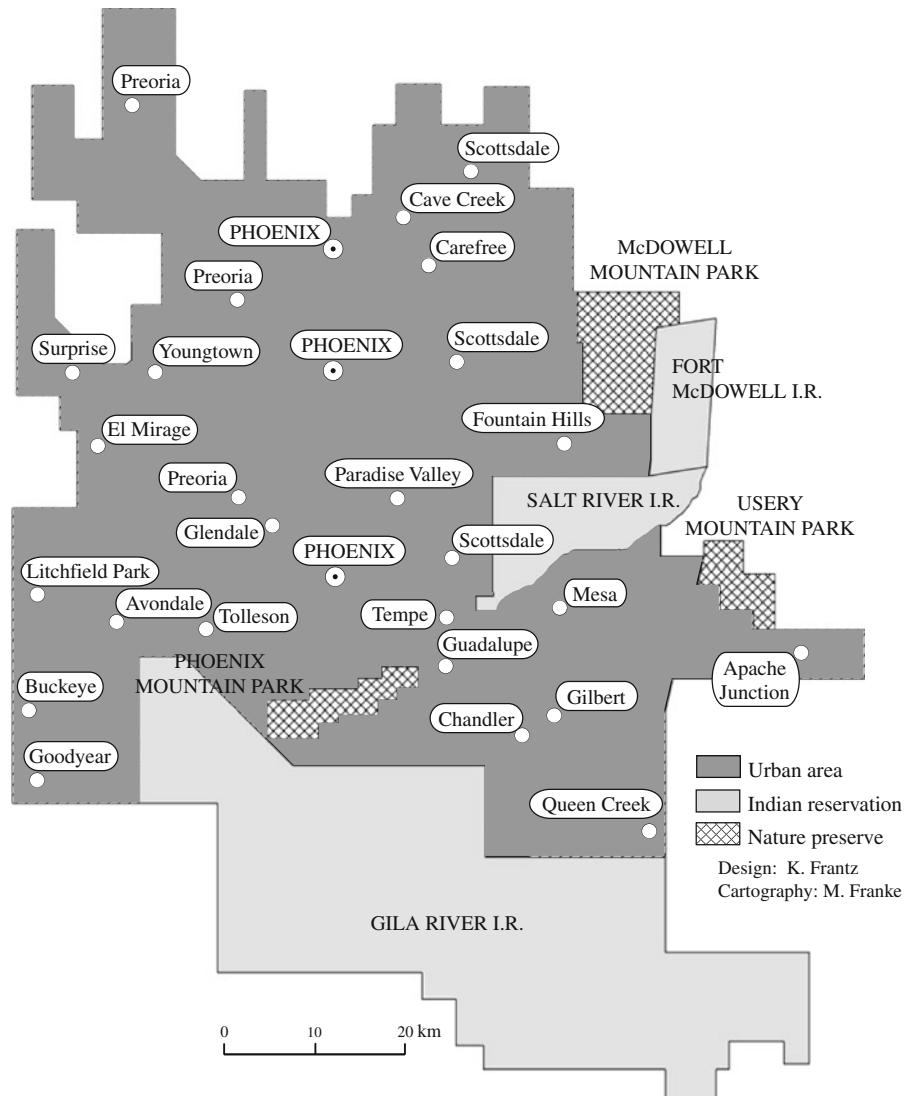 Preoria
Scottsdale
Cave Creek
PHOENIX
Carefree
McDOWELL
MOUNTAIN PARK
Preoria
Surprise
Youngtown
PHOENIX
Scottsdale
FORT
McDOWELL I.R.
Fountain Hills
El Mirage
Preoria
Paradise Valley
SALT RIVER I.R.
USERY
MOUNTAIN PARK
Glendale
PHOENIX
Scottsdale
Litchfield Park
Avondale
Tolleson
Tempe
Mesa
Guadalupe
PHOENIX
MOUNTAIN PARK
Apache
Junction
Buckeye
Gilbert
Chandler
Goodyear
Urban area
Queen Creek
Indian reservation
Nature preserve
Design: K. Frantz
Cartography: M. Franke
GILA RIVER I.R.
0 10 20 km